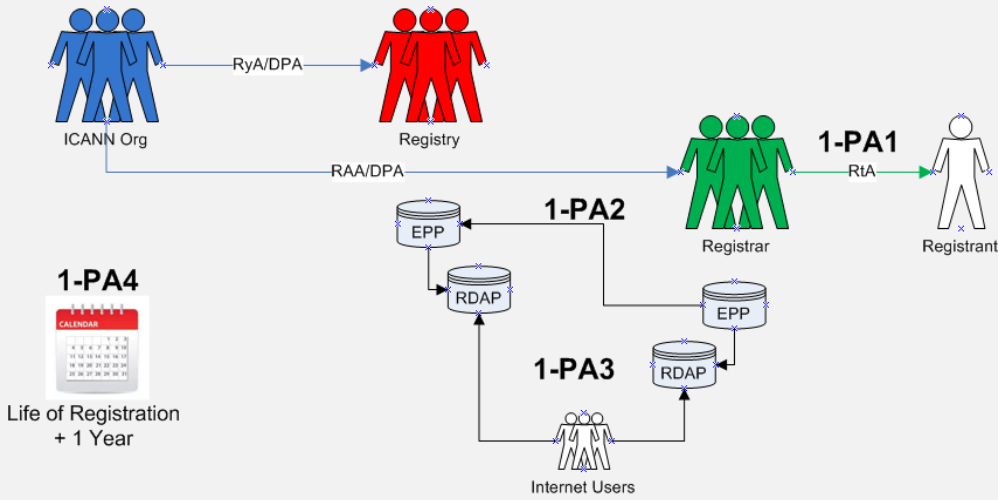 RyA/DPA
ICANN Org
Registry
1-PA1
RAA/DPA
RtA
1-PA2
EPP
Registrar
Registrant
1-PA4
RDAP
EPP
CALENDAR
1-PA3
RDAP
Life of Registration
+ 1 Year
Internet Users